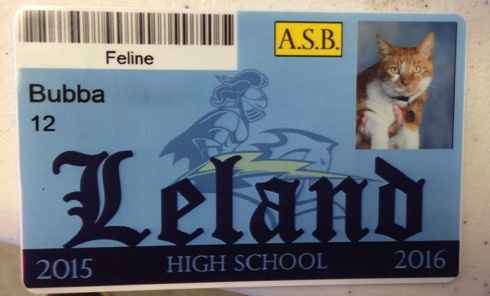 A.S.B.
Feline
Bubba
12
Leland
2015 HIGH SCHOOL 2016